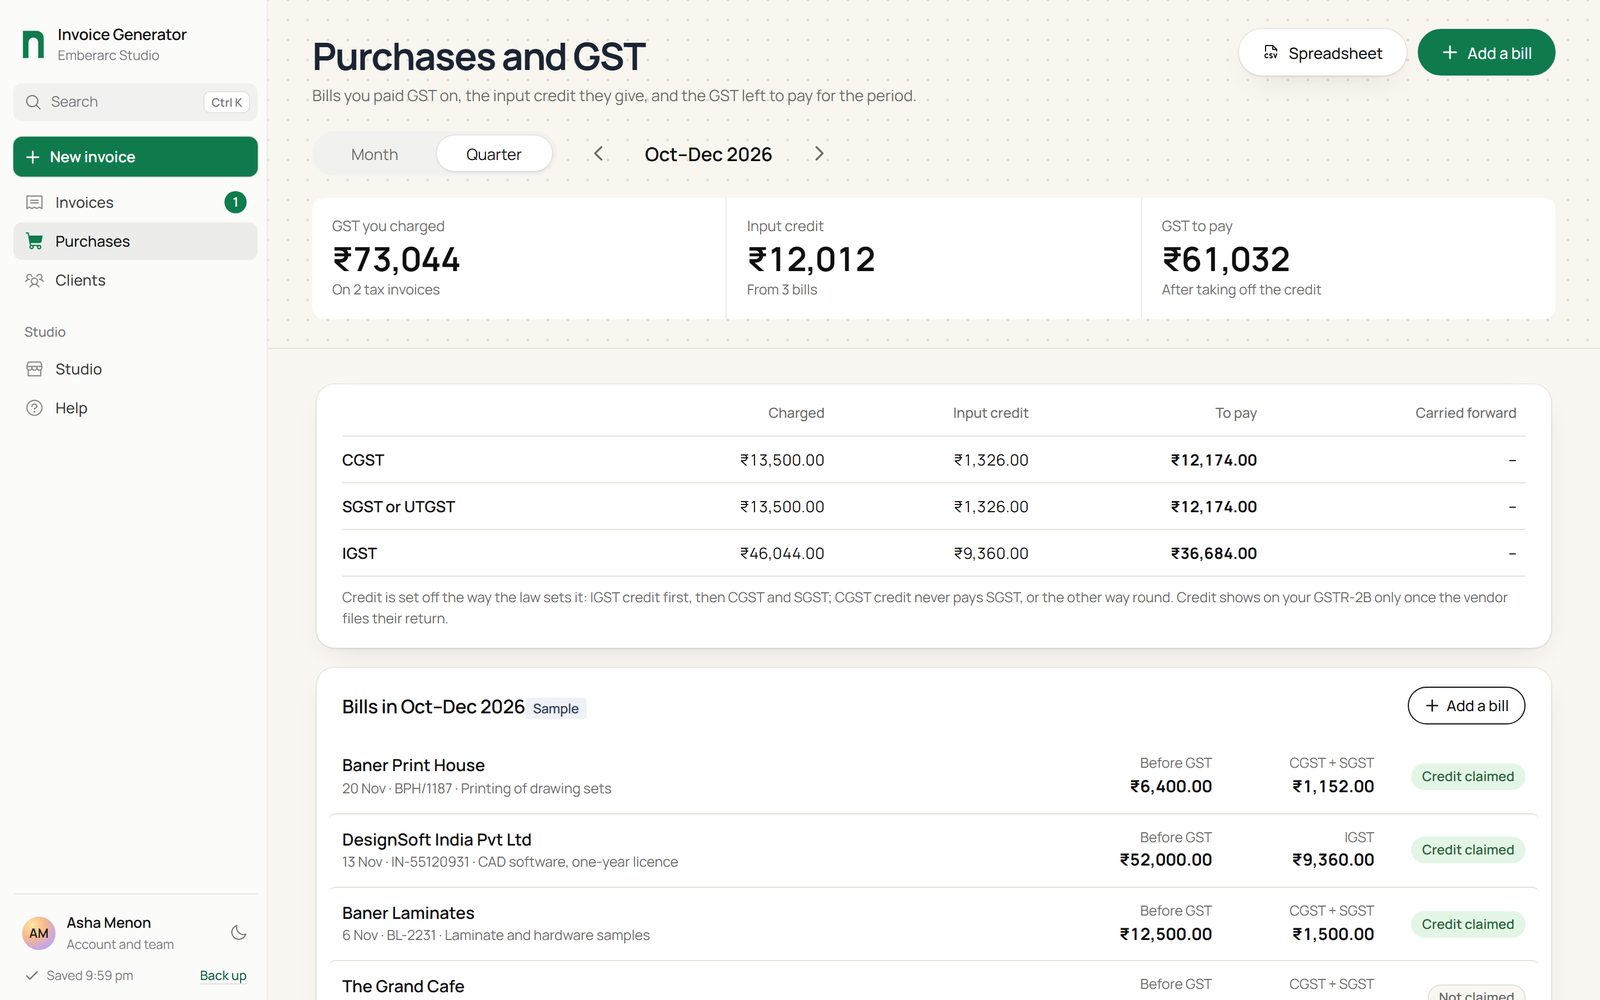 Invoice Generator
Emberarc Studio
Search
Ctrl K
New invoice
Invoices
1
Purchases
Clients
Studio
Studio
Help
AM
Asha Menon
Account and team
Saved 9:59 pm
Back up
Purchases and GST
Bills you paid GST on, the input credit they give, and the GST left to pay for the period.
CSV
Spreadsheet
Add a bill
Month
Quarter
Oct–Dec 2026
GST you charged
₹73,044
On 2 tax invoices
Input credit
₹12,012
From 3 bills
GST to pay
₹61,032
After taking off the credit
Charged Input credit To pay Carried forward
CGST ₹13,500.00 ₹1,326.00 ₹12,174.00 –
SGST or UTGST ₹13,500.00 ₹1,326.00 ₹12,174.00 –
IGST ₹46,044.00 ₹9,360.00 ₹36,684.00 –
Credit is set off the way the law sets it: IGST credit first, then CGST and SGST; CGST credit never pays SGST, or the other way round. Credit shows on your GSTR-2B only once the vendor
files their return.
Bills in Oct–Dec 2026 Sample
Add a bill
Baner Print House
20 Nov · BPH/1187 · Printing of drawing sets
Before GST
₹6,400.00
CGST + SGST
₹1,152.00
Credit claimed
DesignSoft India Pvt Ltd
13 Nov · IN-55120931 · CAD software, one-year licence
Before GST
₹52,000.00
IGST
₹9,360.00
Credit claimed
Baner Laminates
6 Nov · BL-2231 · Laminate and hardware samples
Before GST
₹12,500.00
CGST + SGST
₹1,500.00
Credit claimed
The Grand Cafe
Before GST
CGST + SGST
Not claimed